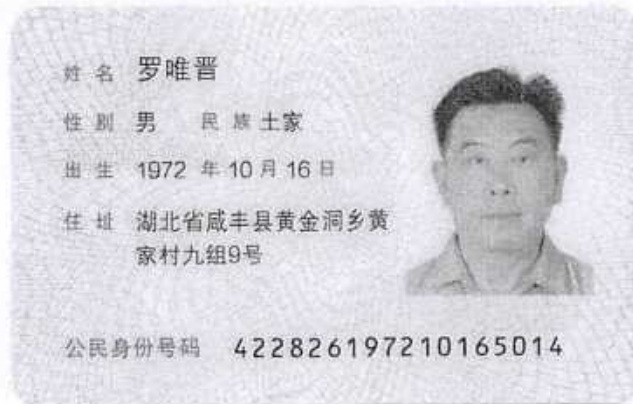 姓名 罗唯晋
性别 男 民族 土家
出生 1972 年 10 月 16 日
住址 湖北省咸丰县黄金洞乡黄
家村九组9号
公民身份号码 422826197210165014